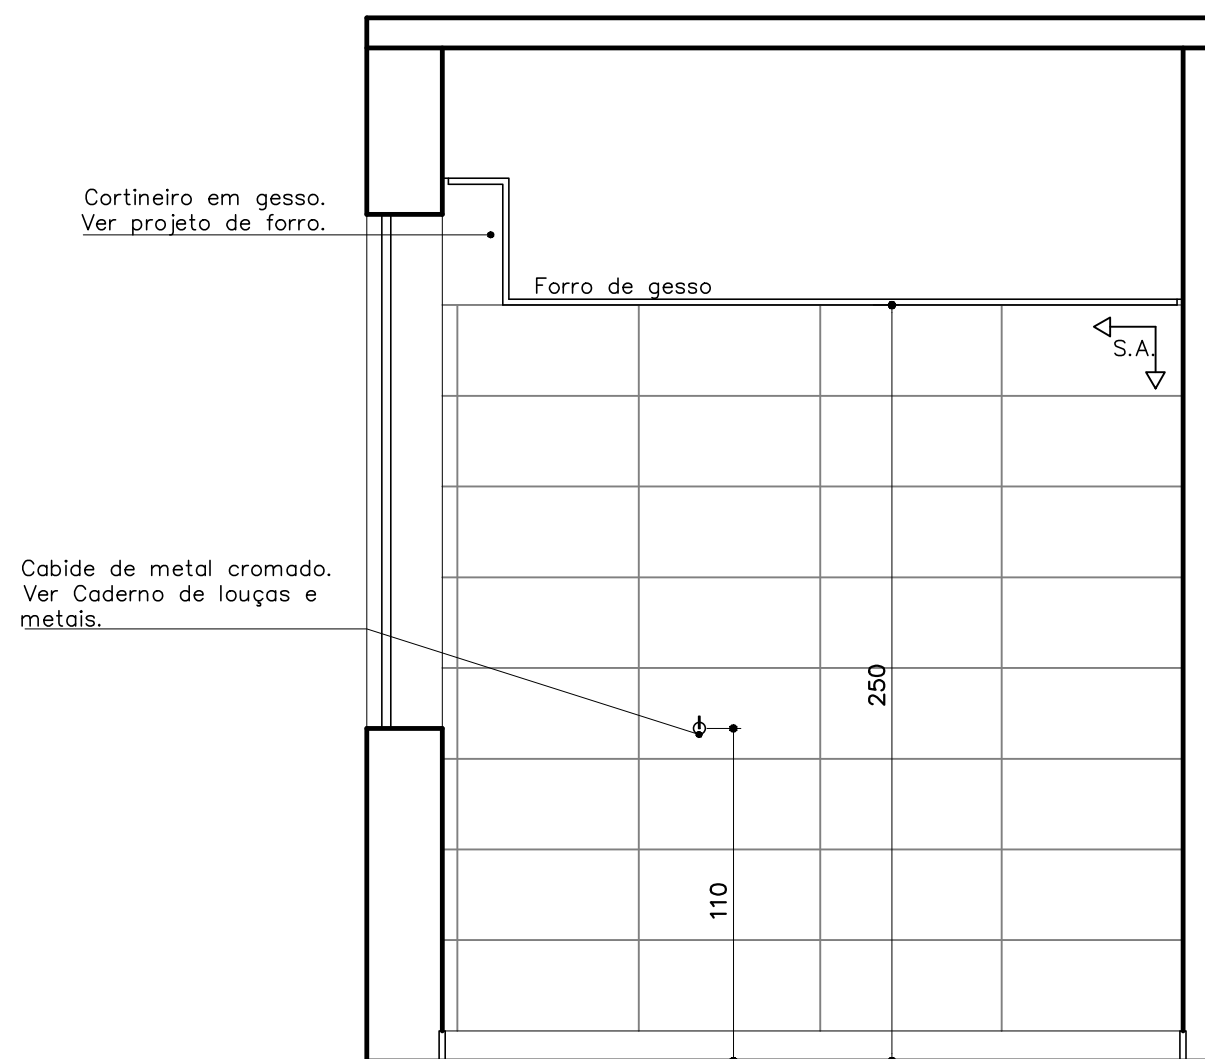 Cortineiro em gesso.
Ver projeto de forro.
Forro de gesso
S.A.
Cabide de metal cromado.
Ver Caderno de louças e
metais.
250
110